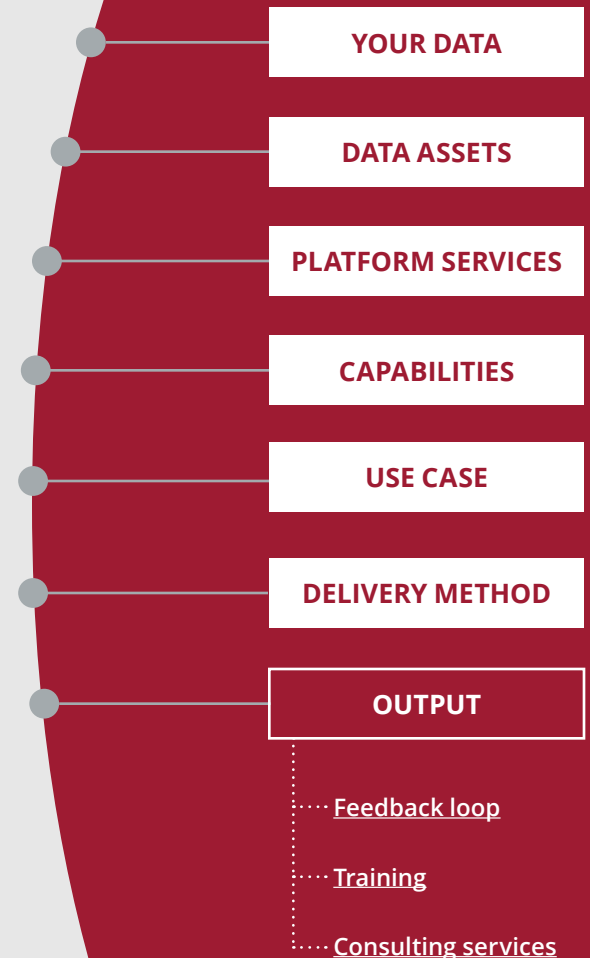 YOUR DATA
DATA ASSETS
PLATFORM SERVICES
CAPABILITIES
USE CASE
DELIVERY METHOD
OUTPUT
Feedback loop
Training
Consulting services